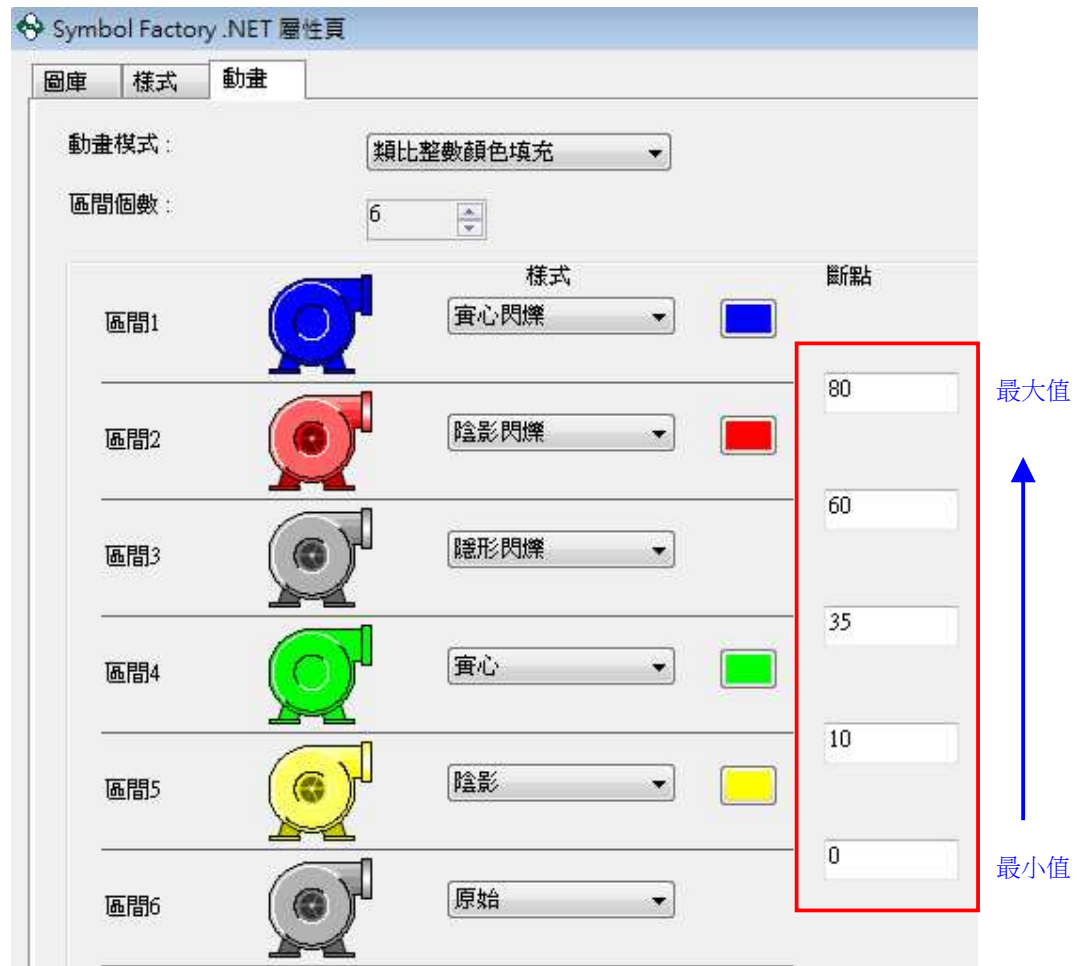 Symbol Factory .NET 屬性頁
圖庫 樣式 動畫
動畫模式 : 類比整數顏色填充
區間個數 : 6
樣式 斷點
區間1 實心閃爍
80 最大值
區間2 陰影閃爍
60
區間3 隱形閃爍
35
區間4 實心
10
區間5 陰影
0 最小值
區間6 原始